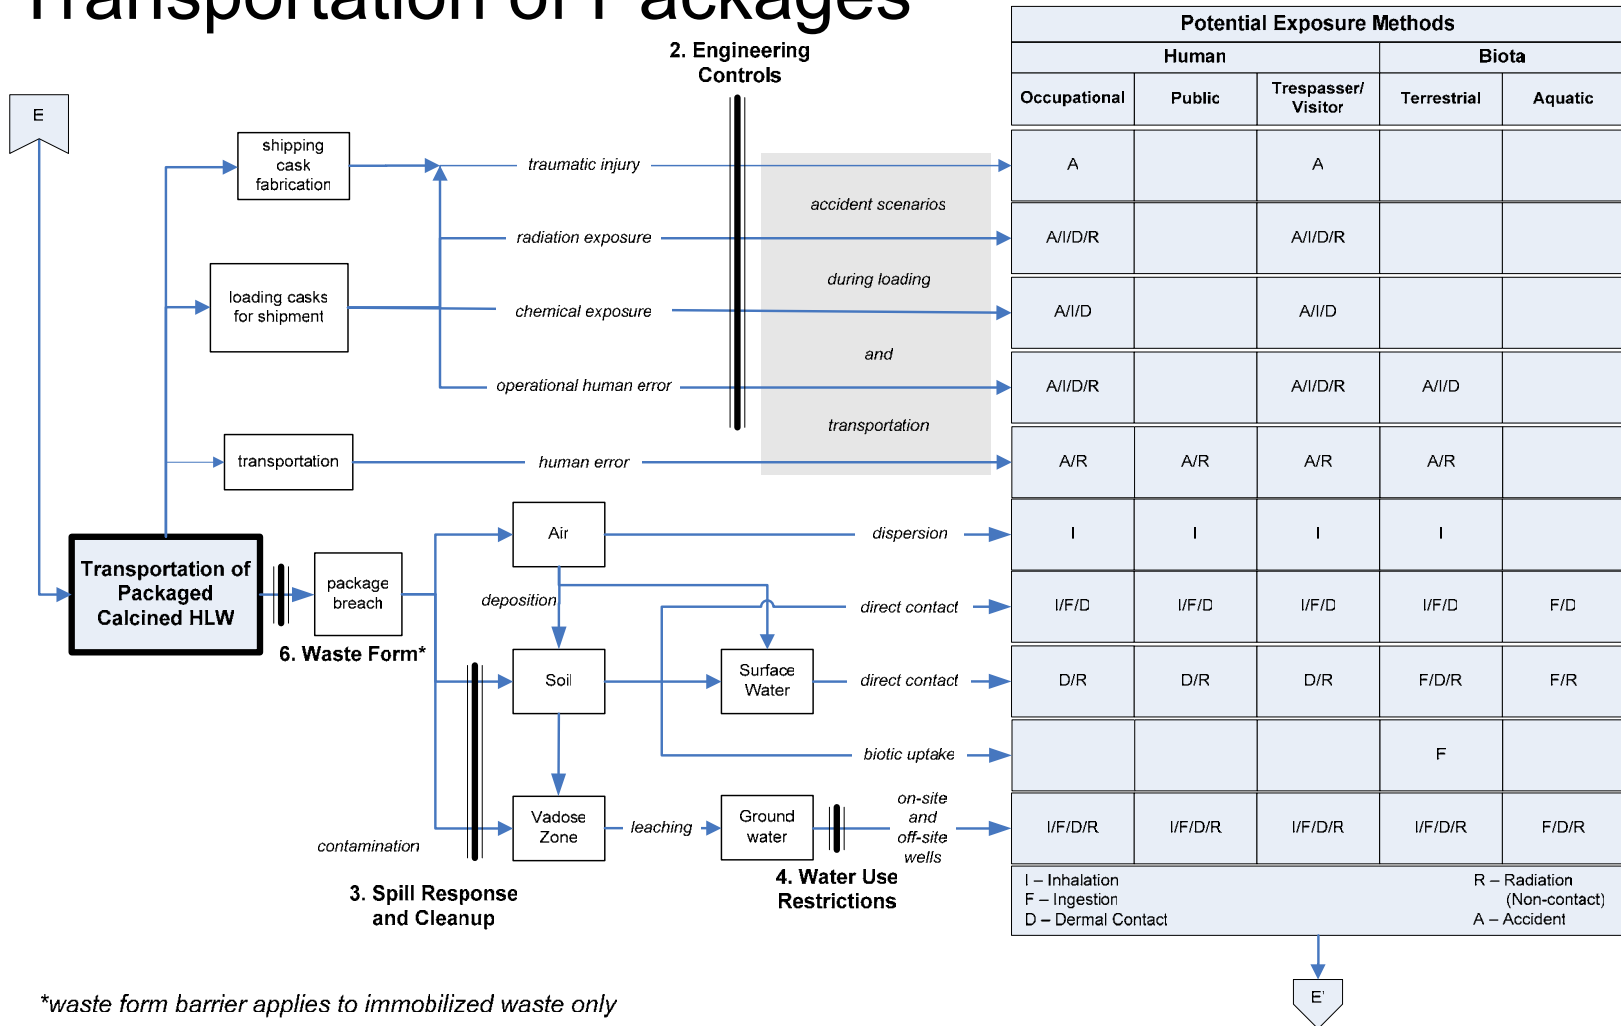 Transportation of Packages
2. Engineering
Controls
E
shipping
cask
fabrication
traumatic injury
accident scenarios
radiation exposure
during loading
loading casks
for shipment
chemical exposure
and
operational human error
transportation
transportation
human error
Transportation of
Packaged
Calcined HLW
package
breach
6. Waste Form*
Air
dispersion
deposition
direct contact
Soil
Surface
Water
direct contact
biotic uptake
Vadose
Zone
leaching
Ground
water
on-site
and
off-site
wells
contamination
3. Spill Response
and Cleanup
4. Water Use
Restrictions
Potential Exposure Methods
Human Biota
Occupational Public Trespasser/
Visitor Terrestrial Aquatic
A A
A/I/D/R A/I/D/R
A/I/D A/I/D
A/I/D/R A/I/D/R A/I/D
A/R A/R A/R A/R
I I I I
I/F/D I/F/D I/F/D I/F/D F/D
D/R D/R D/R F/D/R F/R
F
I/F/D/R I/F/D/R I/F/D/R I/F/D/R F/D/R
I – Inhalation R – Radiation
F – Ingestion (Non-contact)
D – Dermal Contact A – Accident
E'
*waste form barrier applies to immobilized waste only